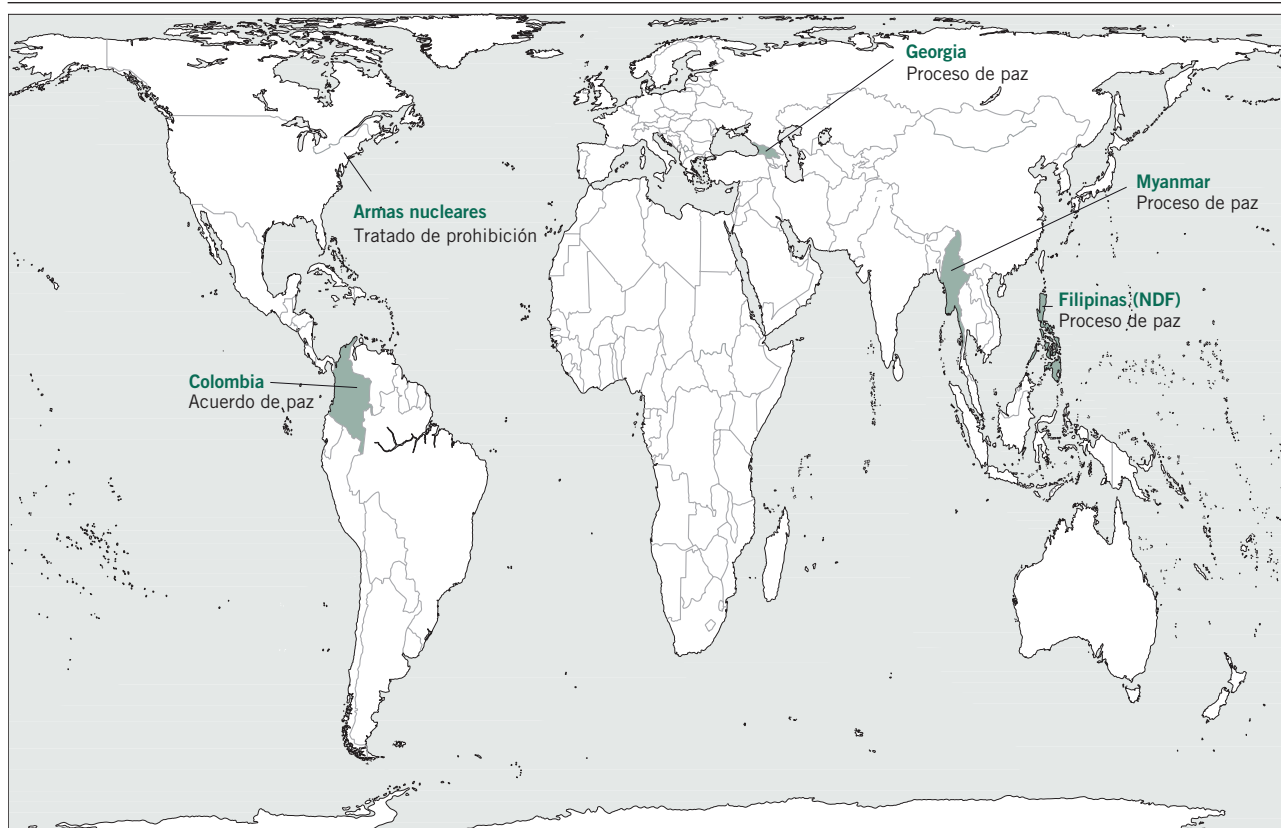 Georgia
Proceso de paz
Myanmar
Proceso de paz
Armas nucleares
Tratado de prohibición
Filipinas (NDF)
Proceso de paz
Colombia
Acuerdo de paz